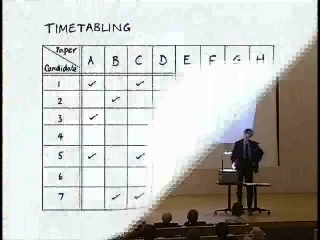 TIMETABLING
Paper
Candidate A B C D E F G H
1 ✓ ✓
2 ✓
3 ✓
4
5 ✓ ✓
6
7 ✓ ✓